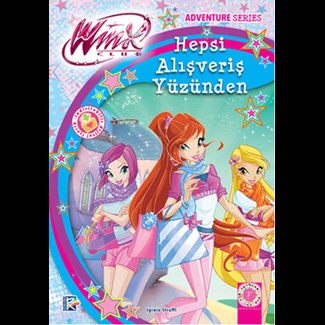 ADVENTURE SERIES
Winx
CLUB
Hepsi
Alışveriş
Yüzünden
Iginio Straffi